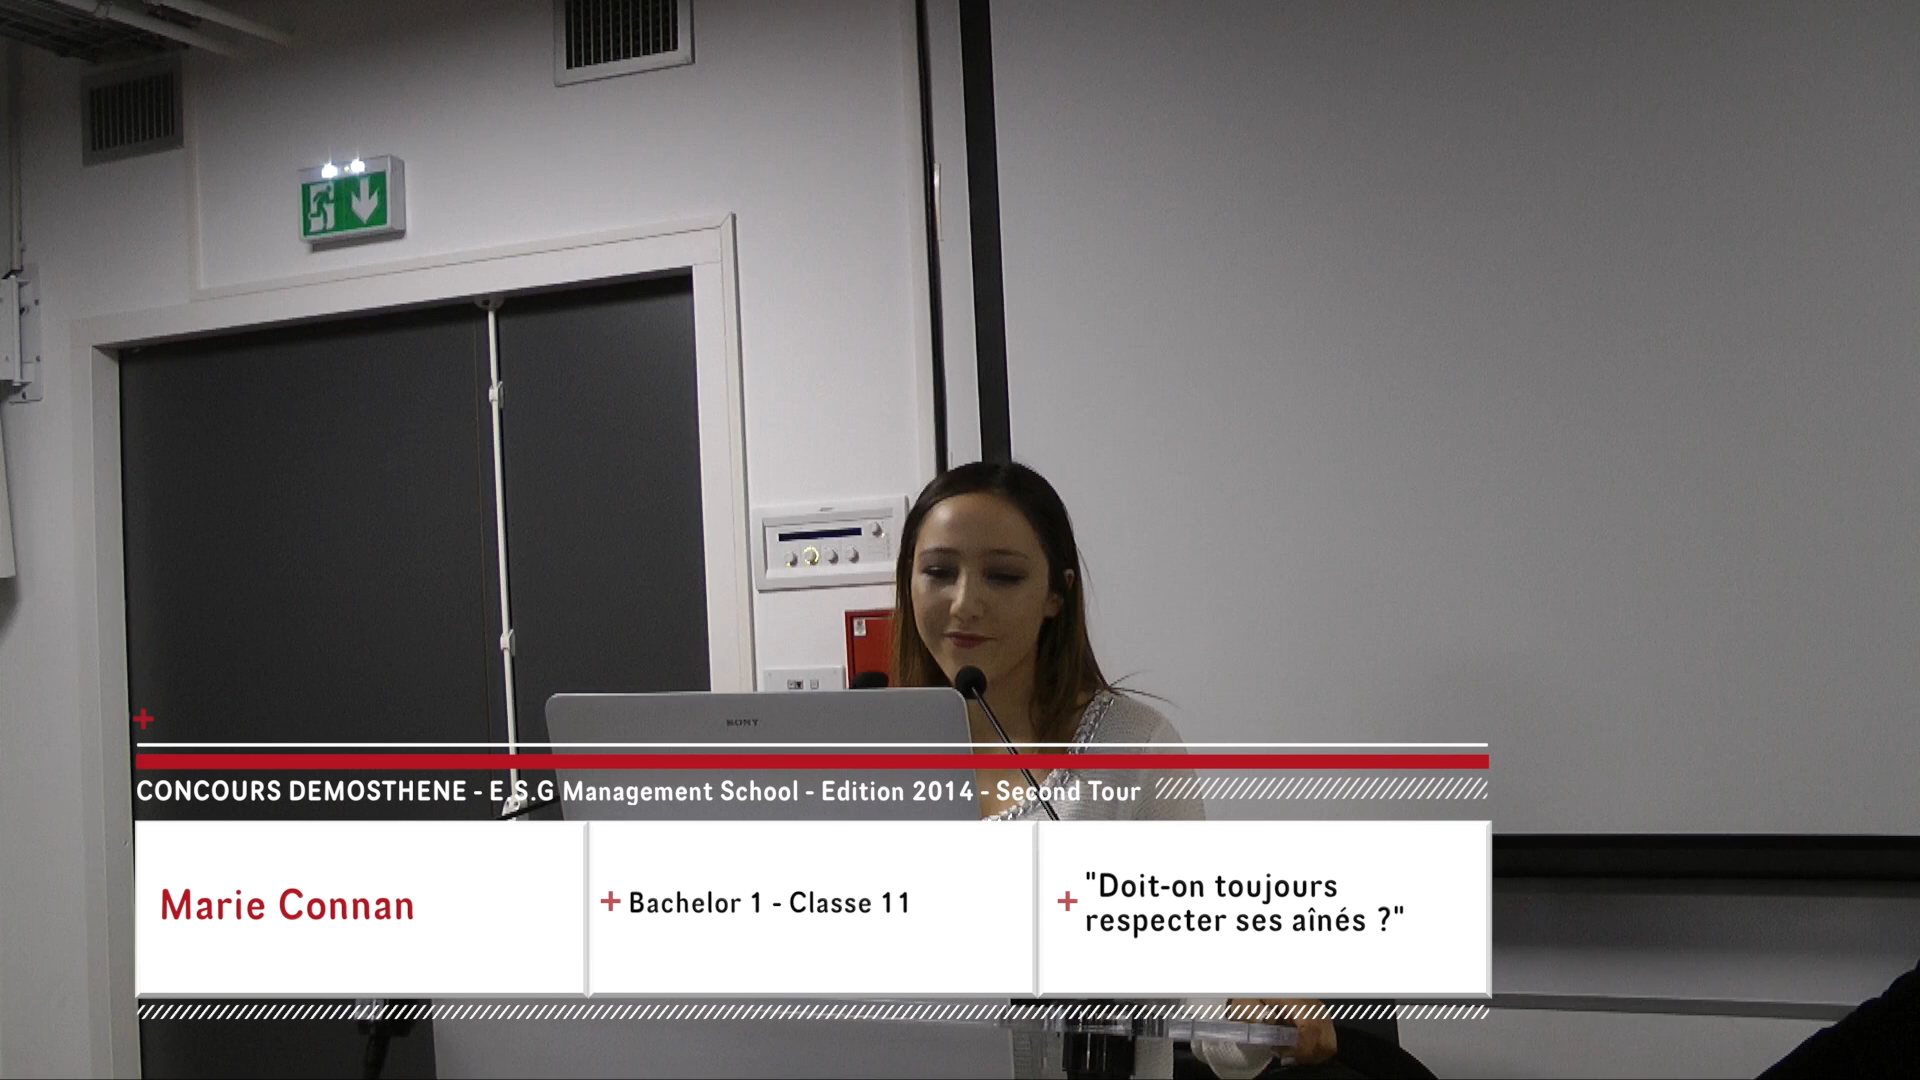 SONY
CONCOURS DEMOSTHENE - E.S.G Management School - Edition 2014 - Second Tour
Marie Connan
+ Bachelor 1 - Classe 11
+ "Doit-on toujours
respecter ses aînés ?"